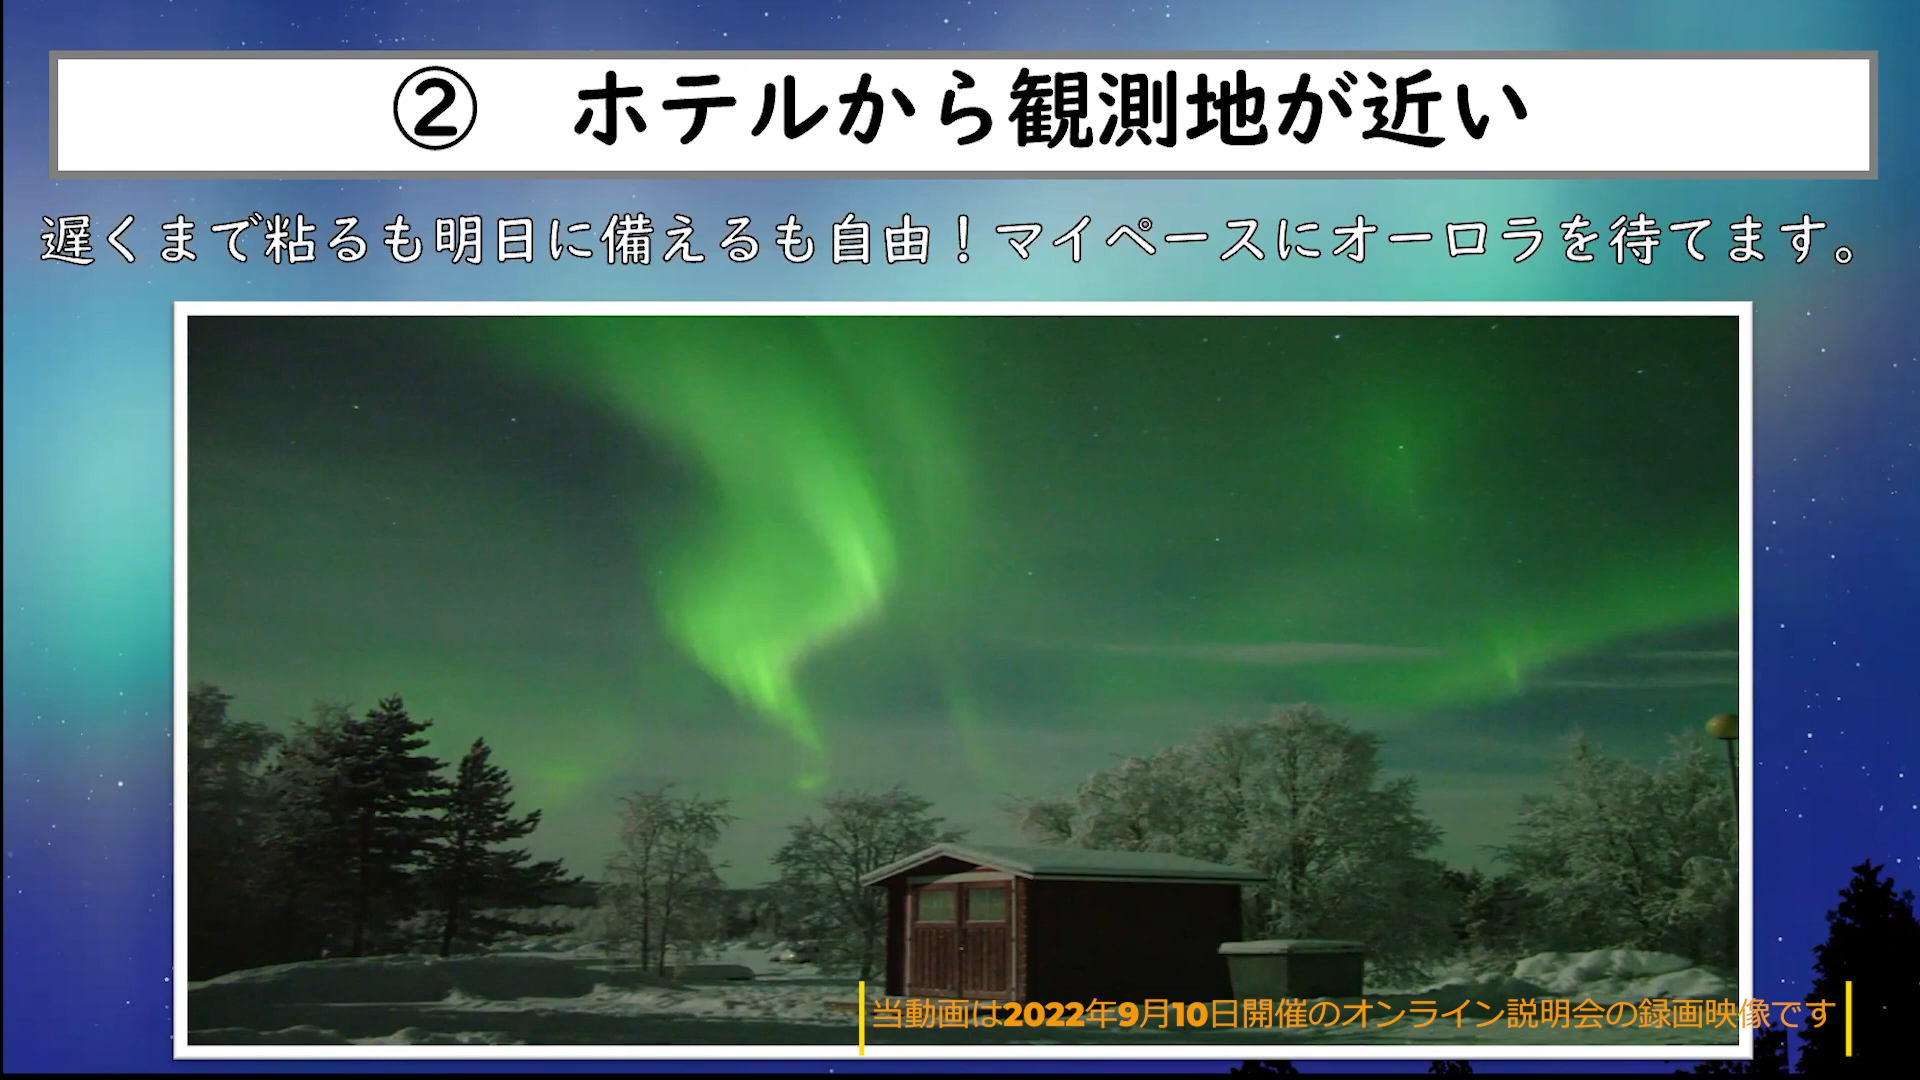 ②　ホテルから観測地が近い
遅くまで粘るも明日に備えるも自由！マイペースにオーロラを待てます。
当動画は2022年9月10日開催のオンライン説明会の録画映像です